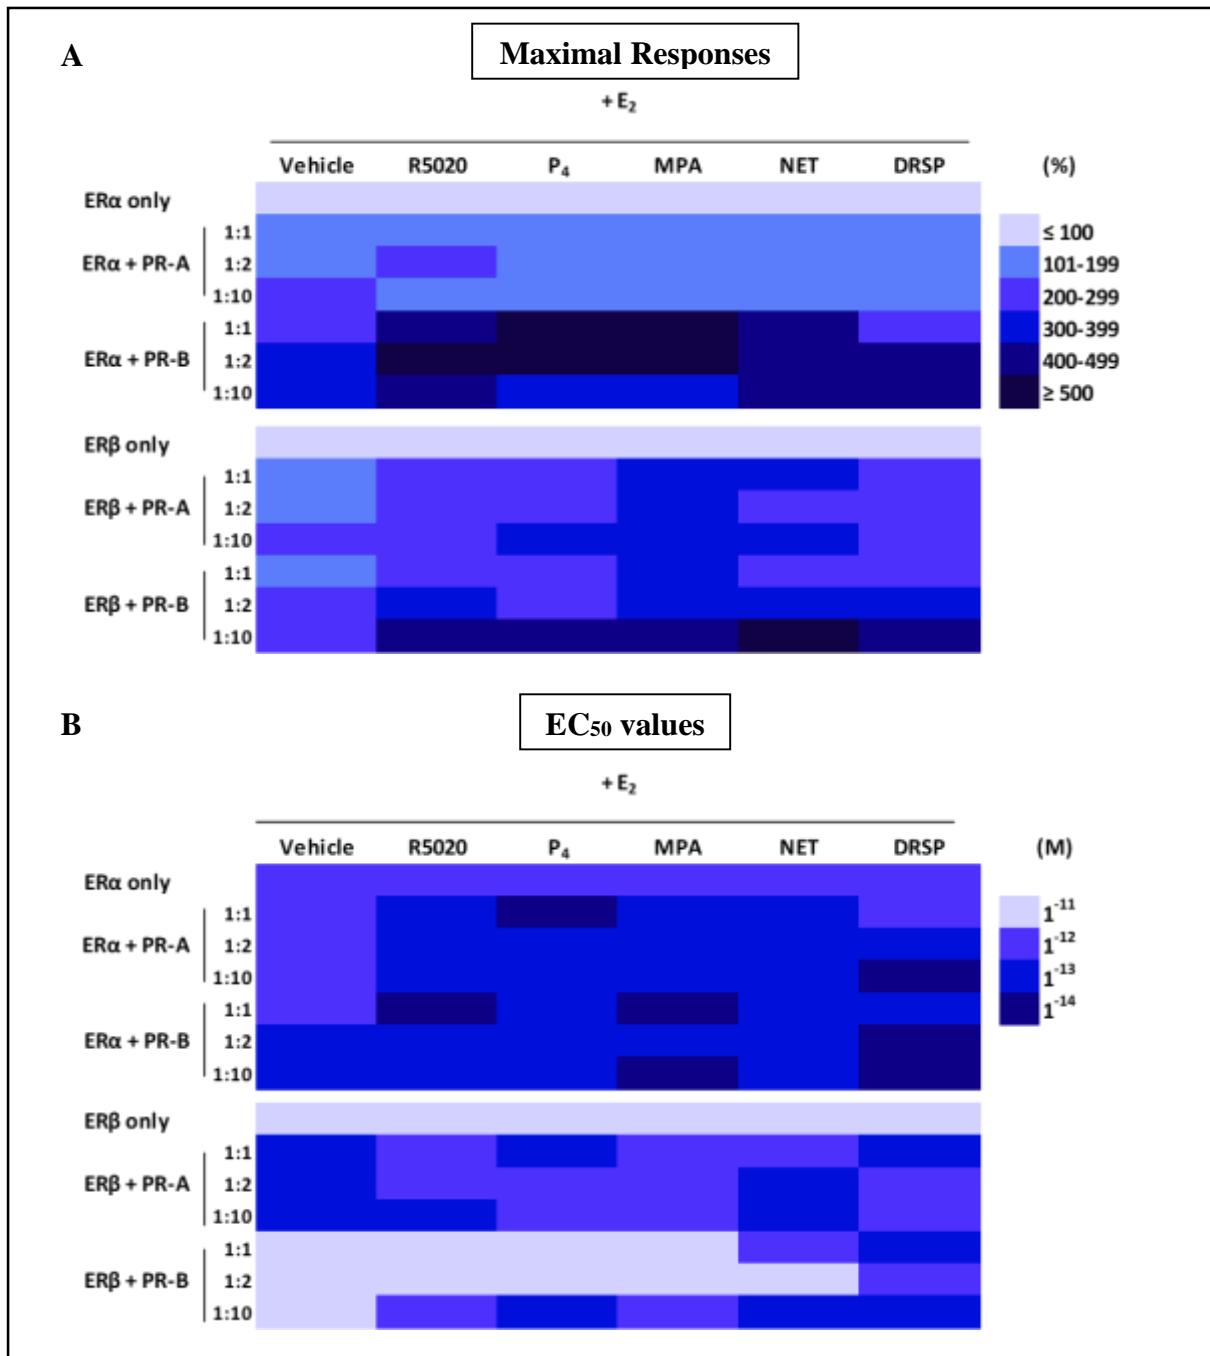 A
Maximal Responses
+ E₂
Vehicle R5020 P₄ MPA NET DRSP (%)
ERα only
≤ 100
1:1
101-199
ERα + PR-A 1:2
200-299
1:10
300-399
1:1
400-499
ERα + PR-B 1:2
≥ 500
1:10
ERβ only
1:1
ERβ + PR-A 1:2
1:10
1:1
ERβ + PR-B 1:2
1:10
B
EC₅₀ values
+ E₂
Vehicle R5020 P₄ MPA NET DRSP (M)
ERα only
1⁻¹¹
1:1
1⁻¹²
ERα + PR-A 1:2
1⁻¹³
1:10
1⁻¹⁴
1:1
ERα + PR-B 1:2
1:10
ERβ only
1:1
ERβ + PR-A 1:2
1:10
1:1
ERβ + PR-B 1:2
1:10